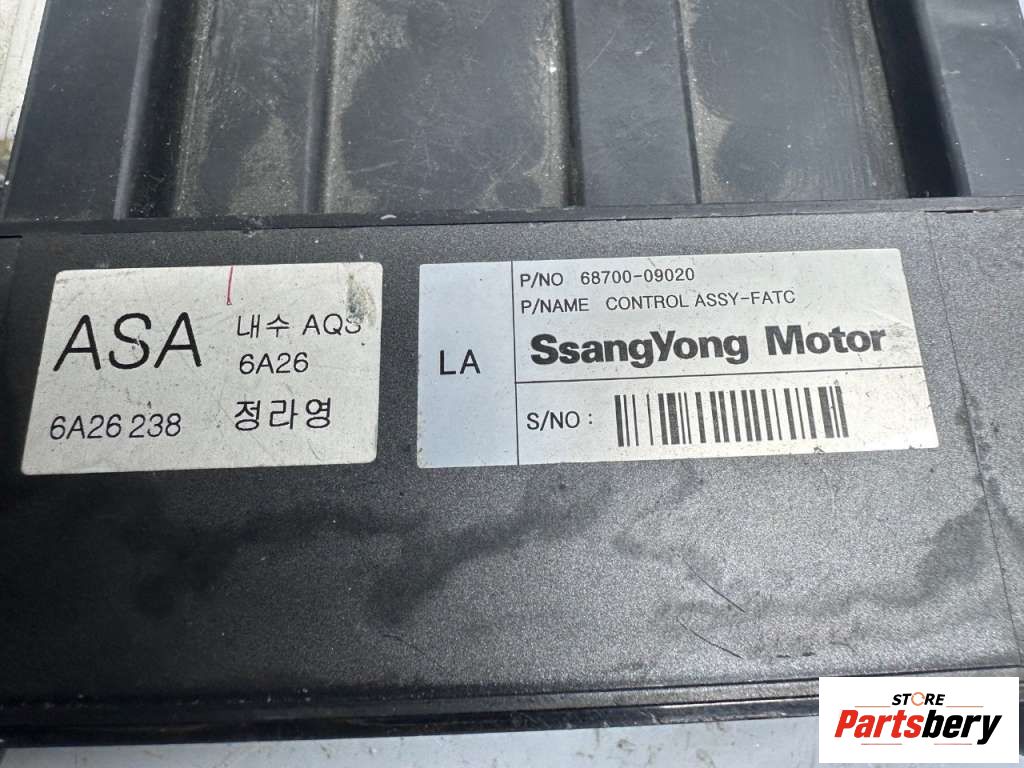 ASA
내수 AQS
6A26
6A26 238
정라영
LA
P/NO 68700-09020
P/NAME CONTROL ASSY-FATC
SsangYong Motor
S/NO :
STORE
Partsbery